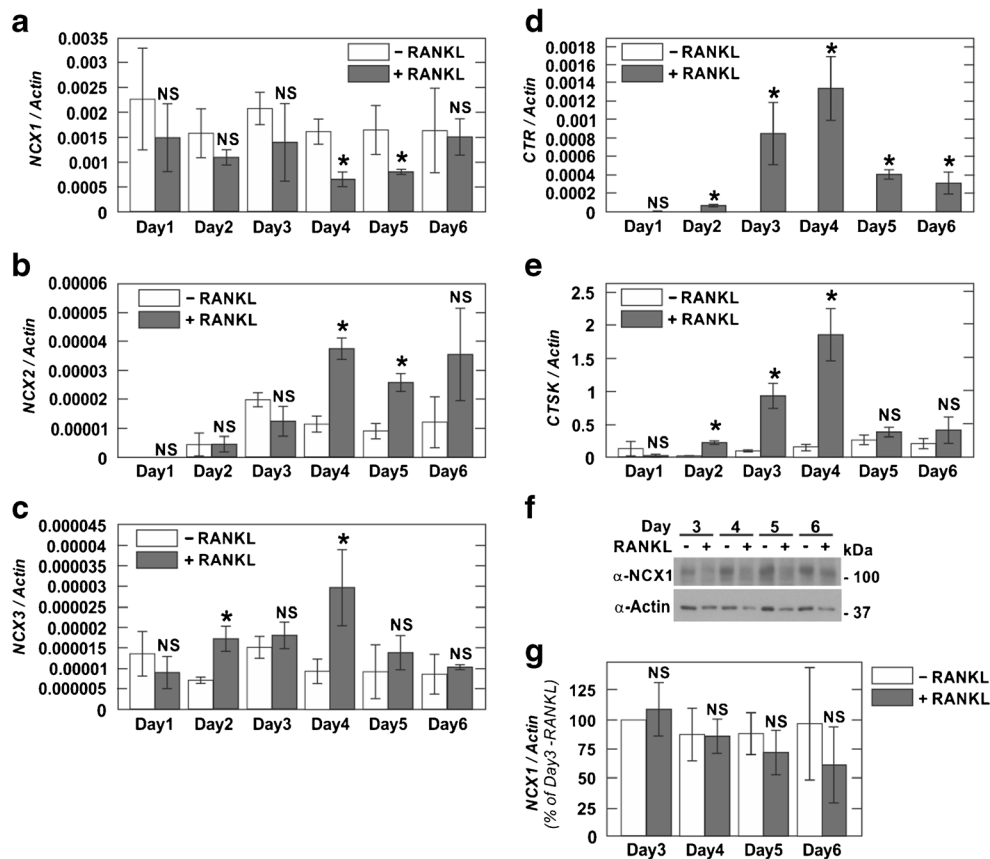 a
0.0035
0.003
0.0025
0.002
0.0015
0.001
0.0005
0
NCX1 / Actin
– RANKL
+ RANKL
NS NS NS * * NS
Day1 Day2 Day3 Day4 Day5 Day6
b
0.00006
0.00005
0.00004
0.00003
0.00002
0.00001
0
NCX2 / Actin
– RANKL
+ RANKL
NS NS NS * * NS
Day1 Day2 Day3 Day4 Day5 Day6
c
0.000045
0.00004
0.000035
0.00003
0.000025
0.00002
0.000015
0.00001
0.000005
0
NCX3 / Actin
– RANKL
+ RANKL
NS * NS * NS NS
Day1 Day2 Day3 Day4 Day5 Day6
d
0.0018
0.0016
0.0014
0.0012
0.001
0.0008
0.0006
0.0004
0.0002
0
CTR / Actin
– RANKL
+ RANKL
NS * * * * *
Day1 Day2 Day3 Day4 Day5 Day6
e
2.5
2
1.5
1
0.5
0
CTSK / Actin
– RANKL
+ RANKL
NS * * * NS NS
Day1 Day2 Day3 Day4 Day5 Day6
f
Day 3 4 5 6
RANKL - + - + - + - + kDa
α-NCX1 - 100
α-Actin - 37
g
125
100
75
50
25
0
NCX1 / Actin
(% of Day3 -RANKL)
– RANKL
+ RANKL
NS NS NS NS
Day3 Day4 Day5 Day6